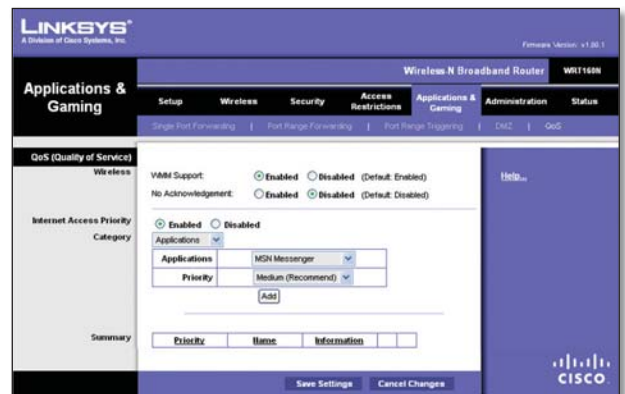 LINKSYS®
A Division of Cisco Systems, Inc.
Firmware Version: v1.00.1
Wireless-N Broadband Router WRT160N
Applications & Gaming
Setup Wireless Security Access Restrictions Applications & Gaming Administration Status
Single Port Forwarding | Port Range Forwarding | Port Range Triggering | DMZ | QoS
QoS (Quality of Service)
Wireless
WMM Support: Enabled Disabled (Default: Enabled)
No Acknowledgement: Enabled Disabled (Default: Disabled)
Help...
Internet Access Priority Enabled Disabled
Category Applications
Applications MSN Messenger
Priority Medium (Recommend)
Add
Summary Priority Name Information
Save Settings Cancel Changes
CISCO